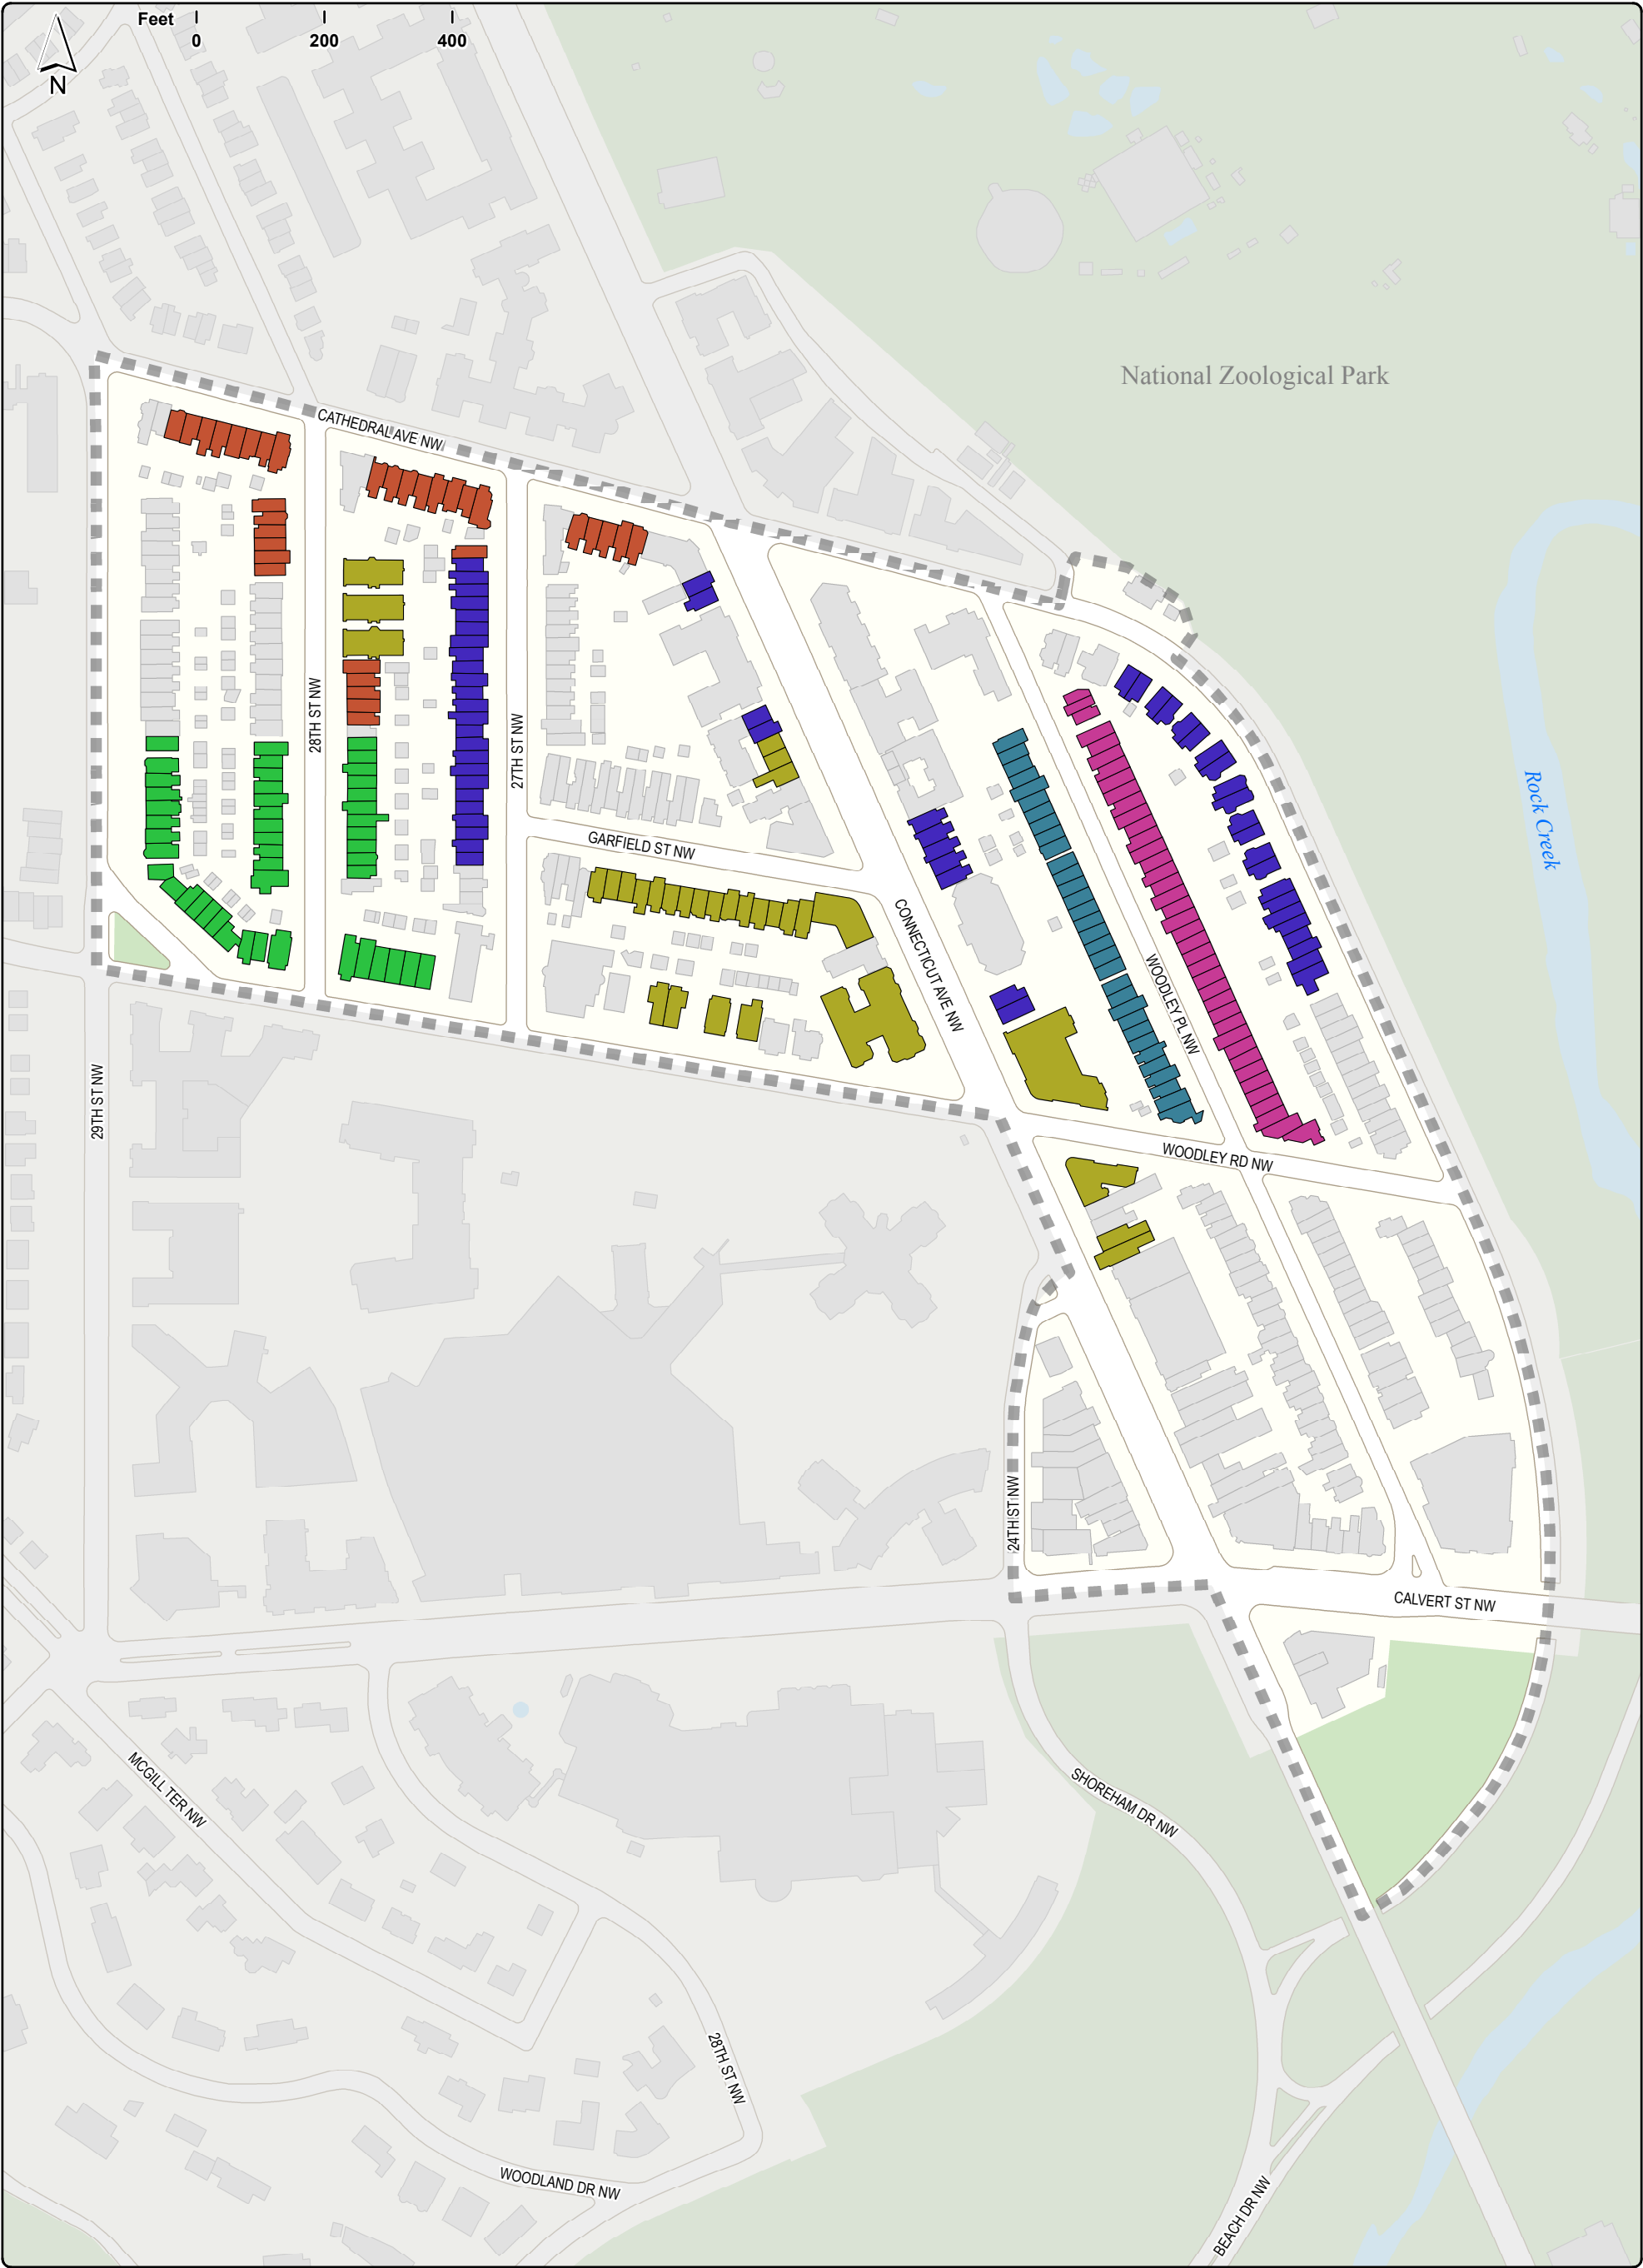 Feet
0 200 400
N
National Zoological Park
CATHEDRAL AVE NW
Rock Creek
28TH ST NW
27TH ST NW
GARFIELD ST NW
CONNECTICUT AVE NW
WOODLEY PL NW
29TH ST NW
WOODLEY RD NW
24TH ST NW
CALVERT ST NW
MCGILL TER NW
SHOREHAM DR NW
28TH ST NW
WOODLAND DR NW
BEACH DR NW